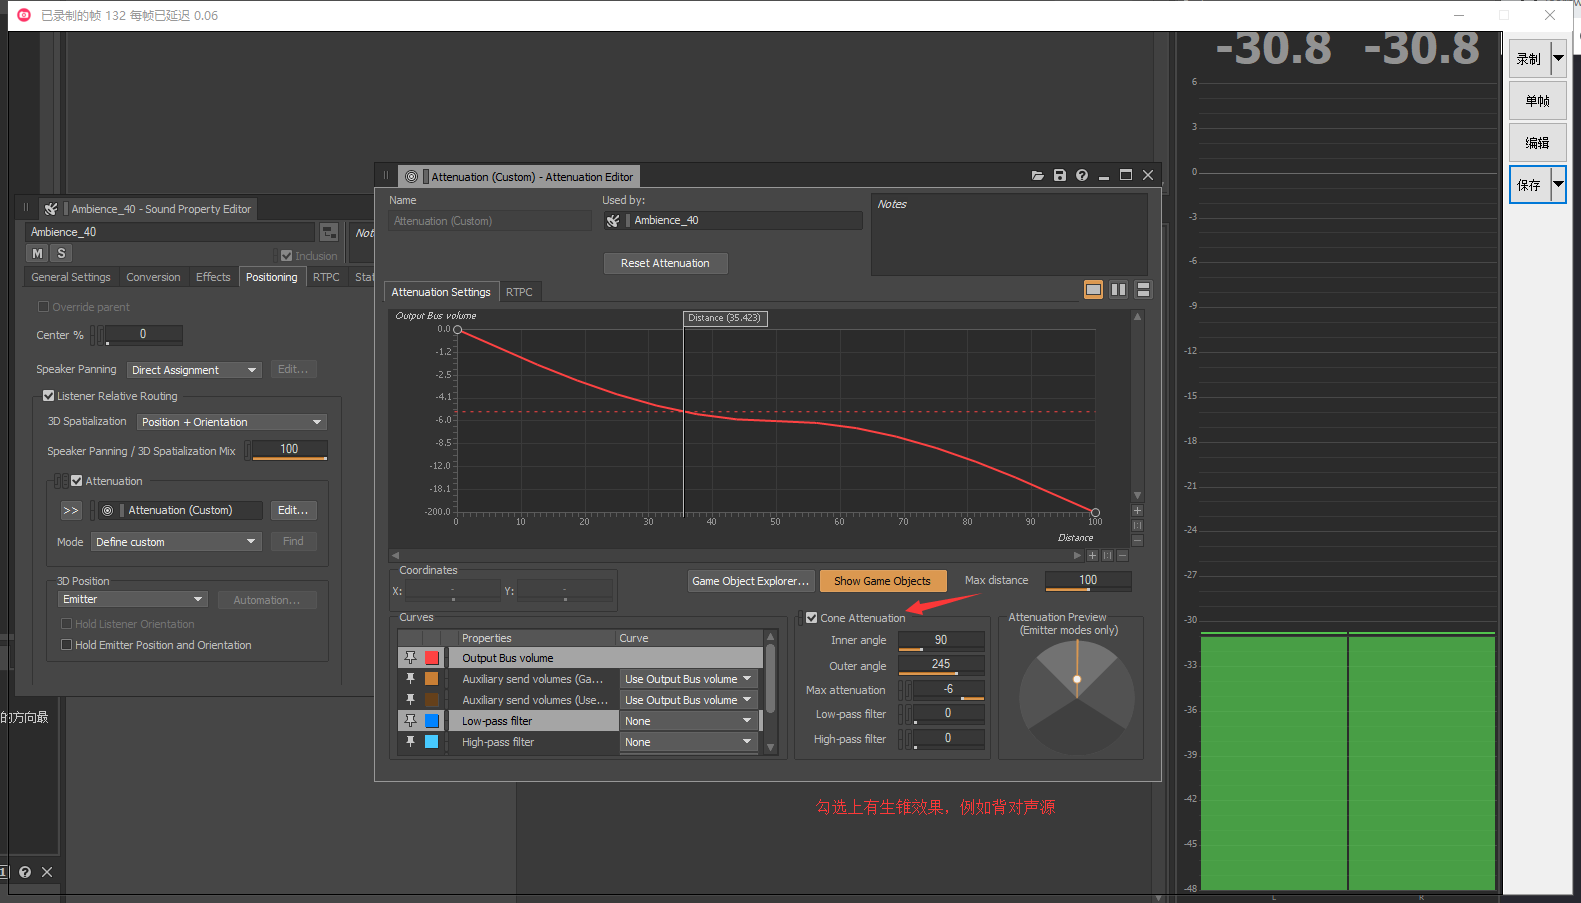 已录制的帧 132 每帧已延迟 0.06
-30.8 -30.8
录制
单帧
编辑
保存
Attenuation (Custom) - Attenuation Editor
Name
Attenuation (Custom)
Used by:
Ambience_40
Notes
Reset Attenuation
Attenuation Settings
RTPC
Output Bus volume
Distance (35.423)
0.0
-1.2
-2.5
-4.1
-6.0
-8.5
-12.0
-18.1
-200.0
0 10 20 30 40 50 60 70 80 90 100
Distance
Coordinates
X: - Y: -
Game Object Explorer...
Show Game Objects
Max distance 100
Curves
Properties Curve
Output Bus volume
Auxiliary send volumes (Ga... Use Output Bus volume
Auxiliary send volumes (Use... Use Output Bus volume
Low-pass filter None
High-pass filter None
Cone Attenuation
Inner angle 90
Outer angle 245
Max attenuation -6
Low-pass filter 0
High-pass filter 0
Attenuation Preview
(Emitter modes only)
勾选上有生锥效果，例如背对声源
Ambience_40 - Sound Property Editor
Ambience_40
Not
M S
Inclusion
General Settings Conversion Effects Positioning RTPC Stat
Override parent
Center % 0
Speaker Panning Direct Assignment Edit...
Listener Relative Routing
3D Spatialization Position + Orientation
Speaker Panning / 3D Spatialization Mix 100
Attenuation
>> Attenuation (Custom) Edit...
Mode Define custom Find
3D Position
Emitter Automation...
Hold Listener Orientation
Hold Emitter Position and Orientation
的方向最
1
6
3
0
-3
-6
-9
-12
-15
-18
-21
-24
-27
-30
-33
-36
-39
-42
-45
-48
L R